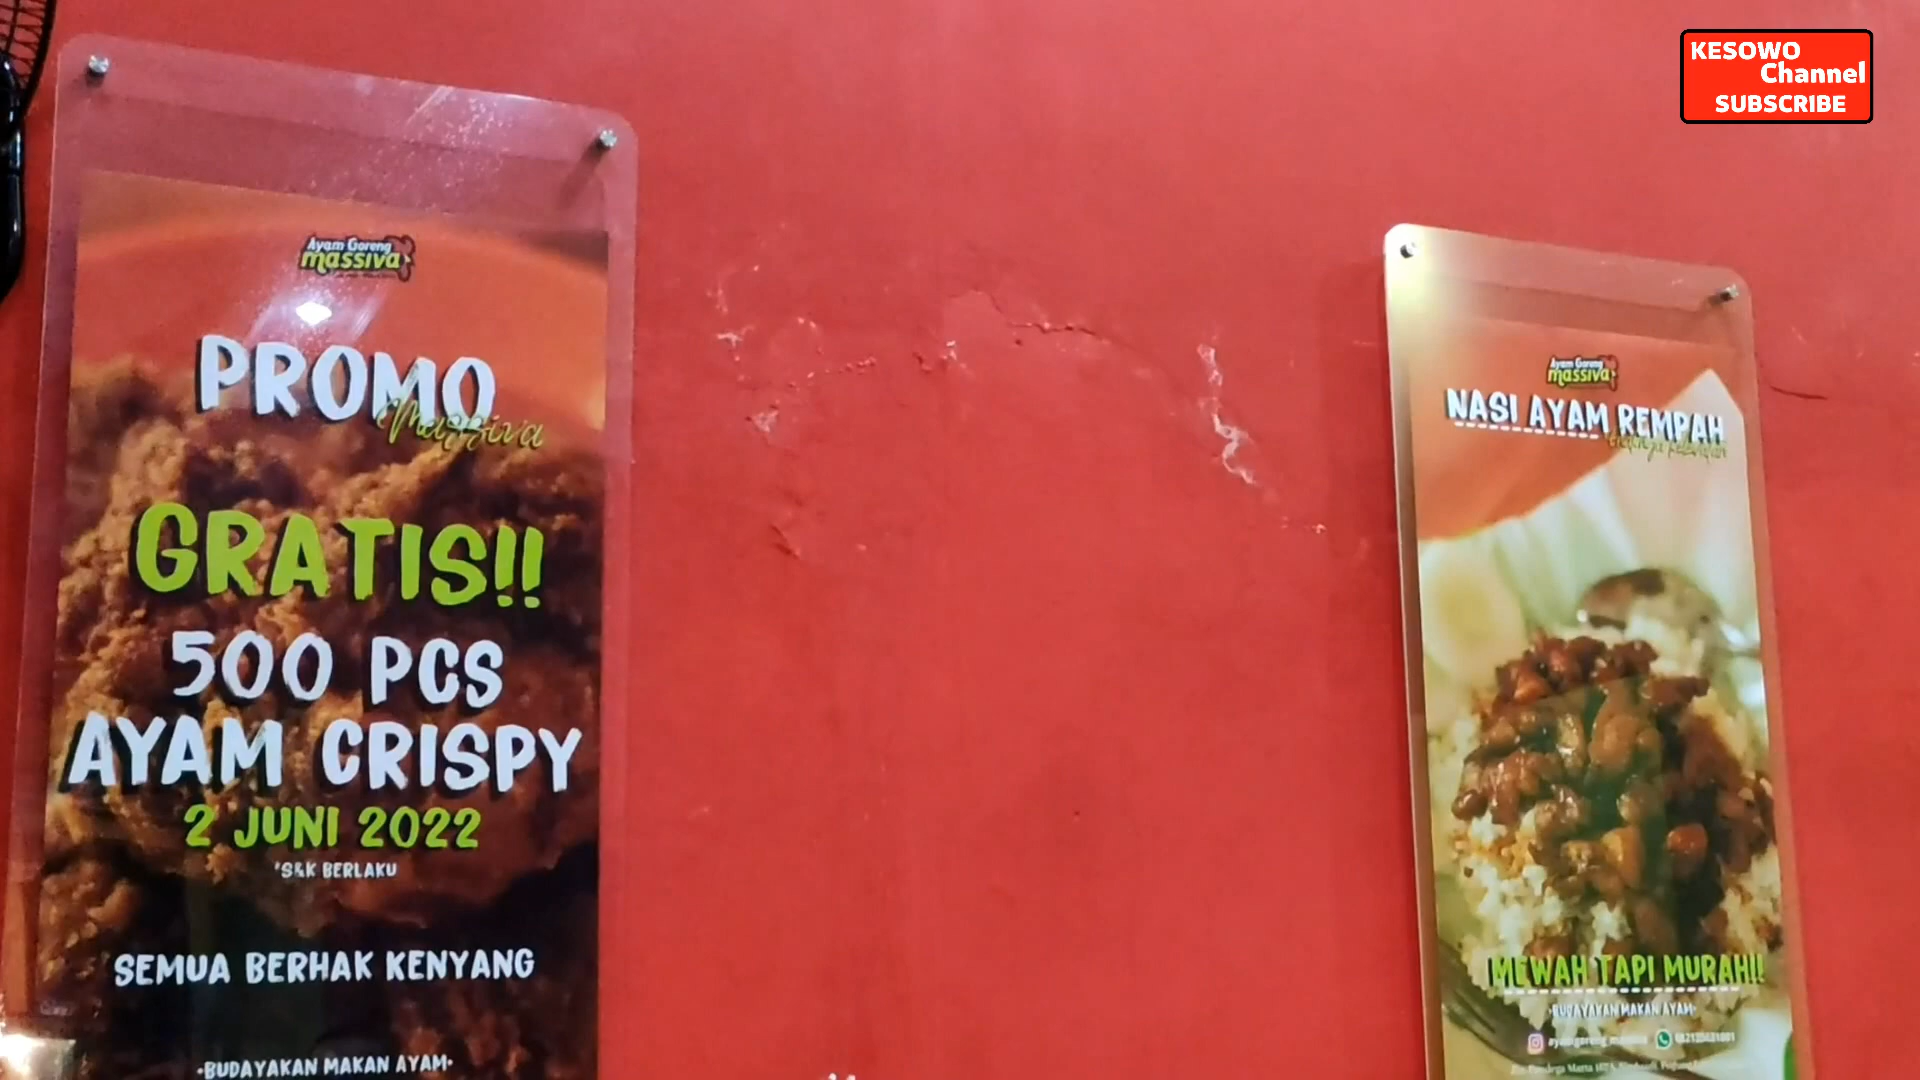 KESOWO
Channel
SUBSCRIBE
Ayam Goreng
massiva
PROMO
Massiva
GRATIS!!
500 PCS
AYAM CRISPY
2 JUNI 2022
*S&K BERLAKU
SEMUA BERHAK KENYANG
•BUDAYAKAN MAKAN AYAM•
Ayam Goreng
massiva
NASI AYAM REMPAH
MEWAH TAPI MURAH!!
•BUDAYAKAN MAKAN AYAM•